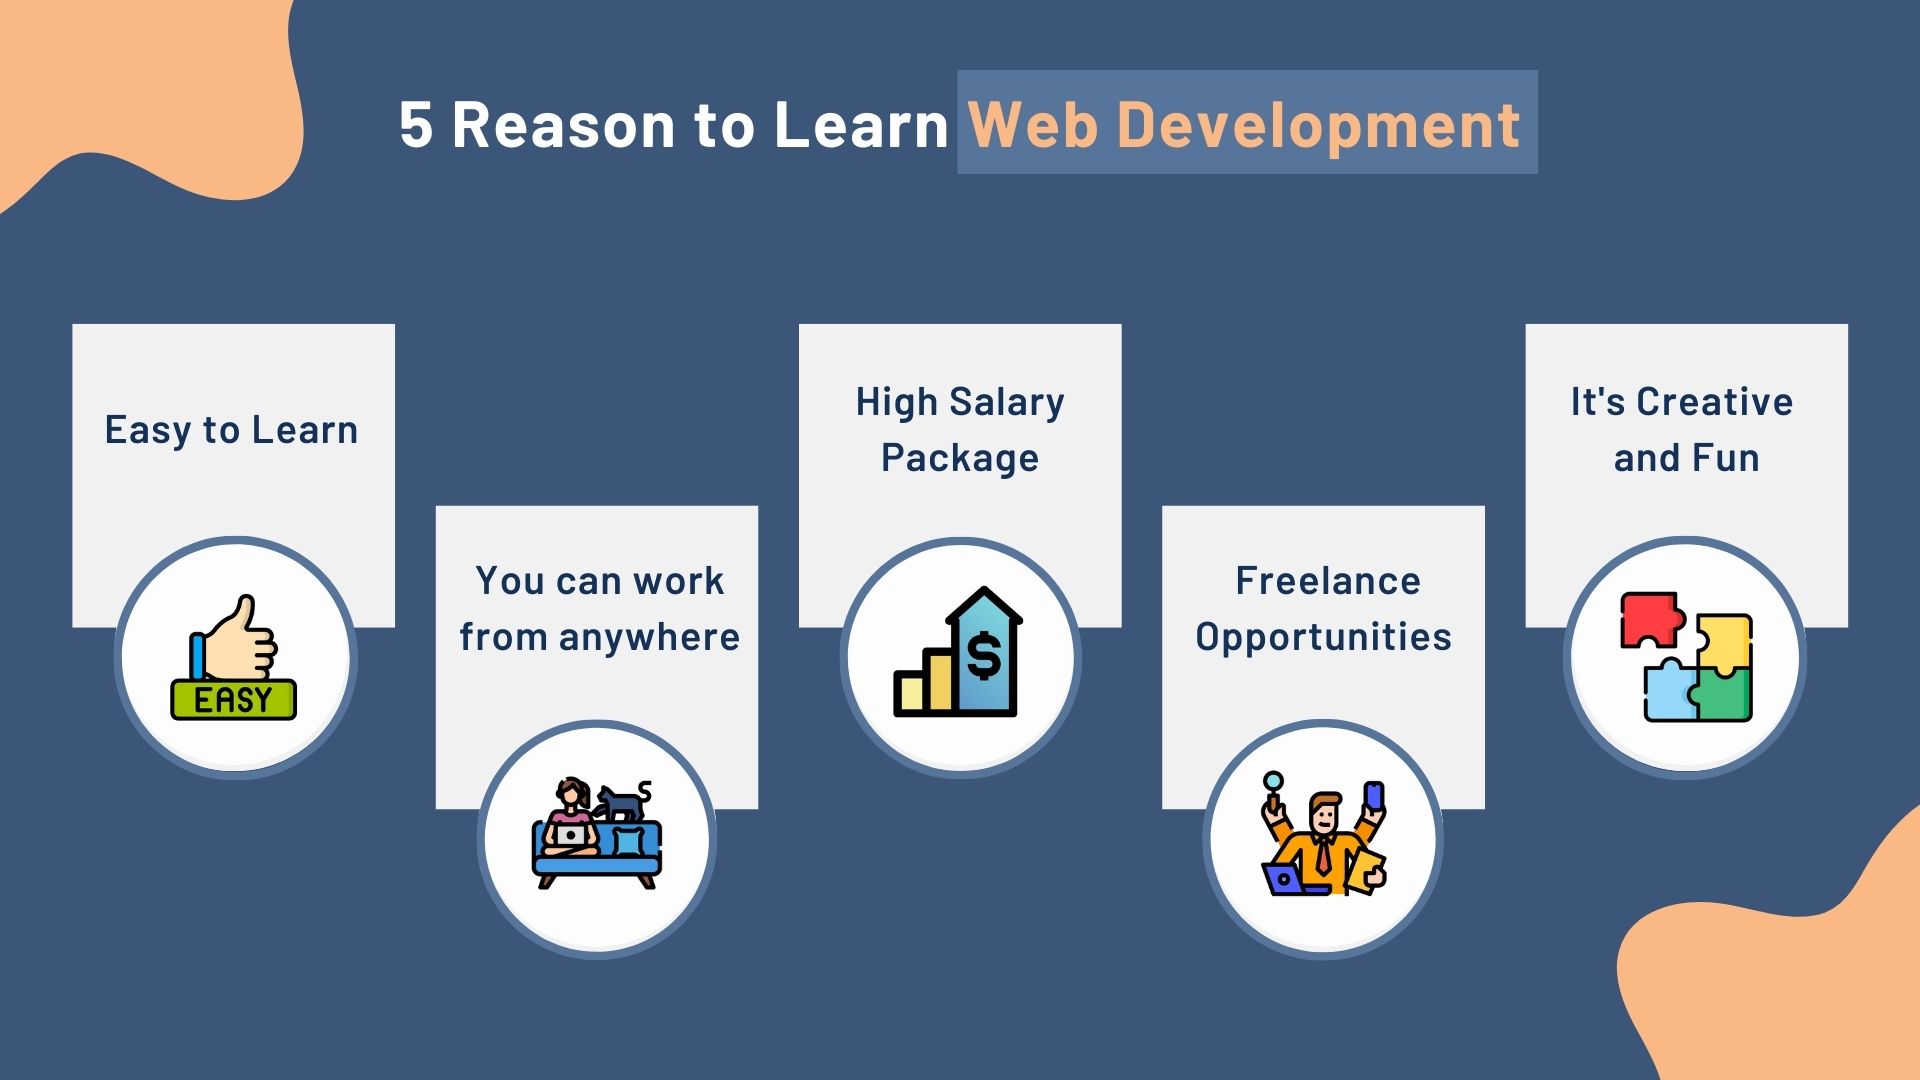 5 Reason to Learn Web Development
Easy to Learn
EASY
You can work
from anywhere
High Salary
Package
$
Freelance
Opportunities
It's Creative
and Fun